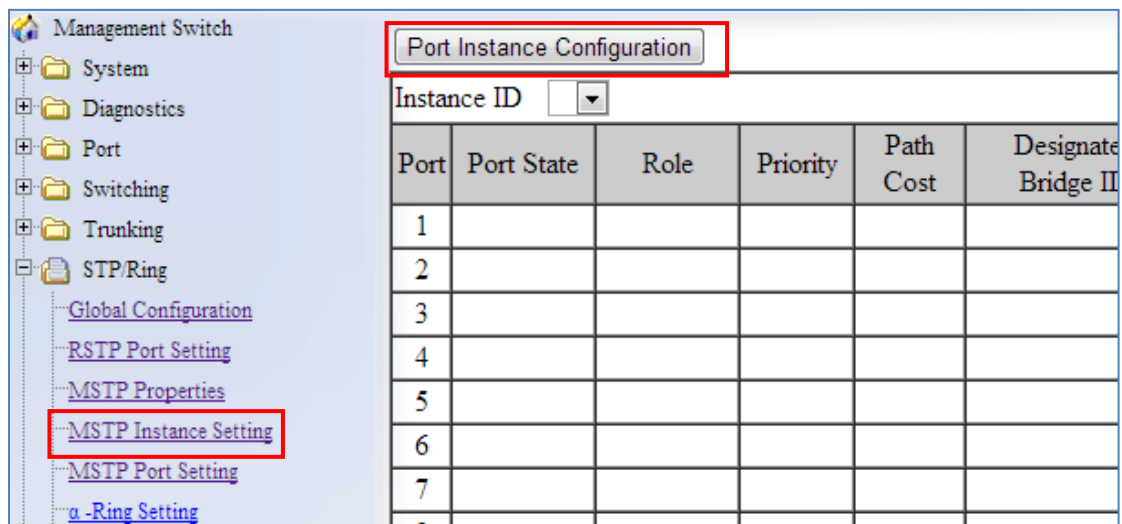 Management Switch
System
Diagnostics
Port
Switching
Trunking
STP/Ring
Global Configuration
RSTP Port Setting
MSTP Properties
MSTP Instance Setting
MSTP Port Setting
α -Ring Setting
Port Instance Configuration
Instance ID
Port Port State Role Priority Path Cost Designate Bridge I
1
2
3
4
5
6
7